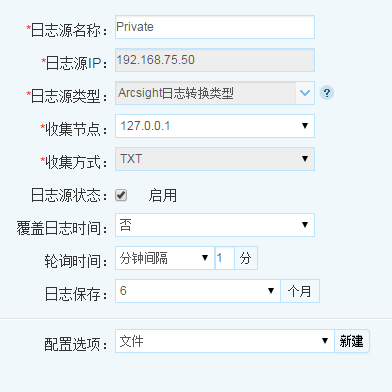 *日志源名称： Private
*日志源IP： 192.168.75.50
*日志源类型： Arcsight日志转换类型 ?
*收集节点： 127.0.0.1
*收集方式： TXT
日志源状态： 启用
覆盖日志时间： 否
轮询时间： 分钟间隔 1 分
日志保存： 6 个月
配置选项： 文件 新建